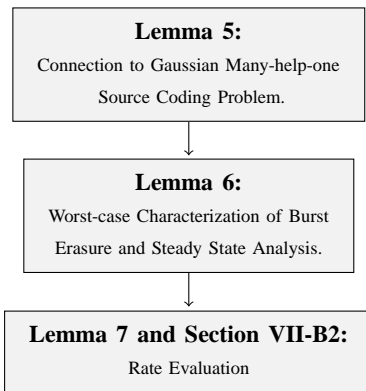 Lemma 5:
Connection to Gaussian Many-help-one
Source Coding Problem.
Lemma 6:
Worst-case Characterization of Burst
Erasure and Steady State Analysis.
Lemma 7 and Section VII-B2:
Rate Evaluation